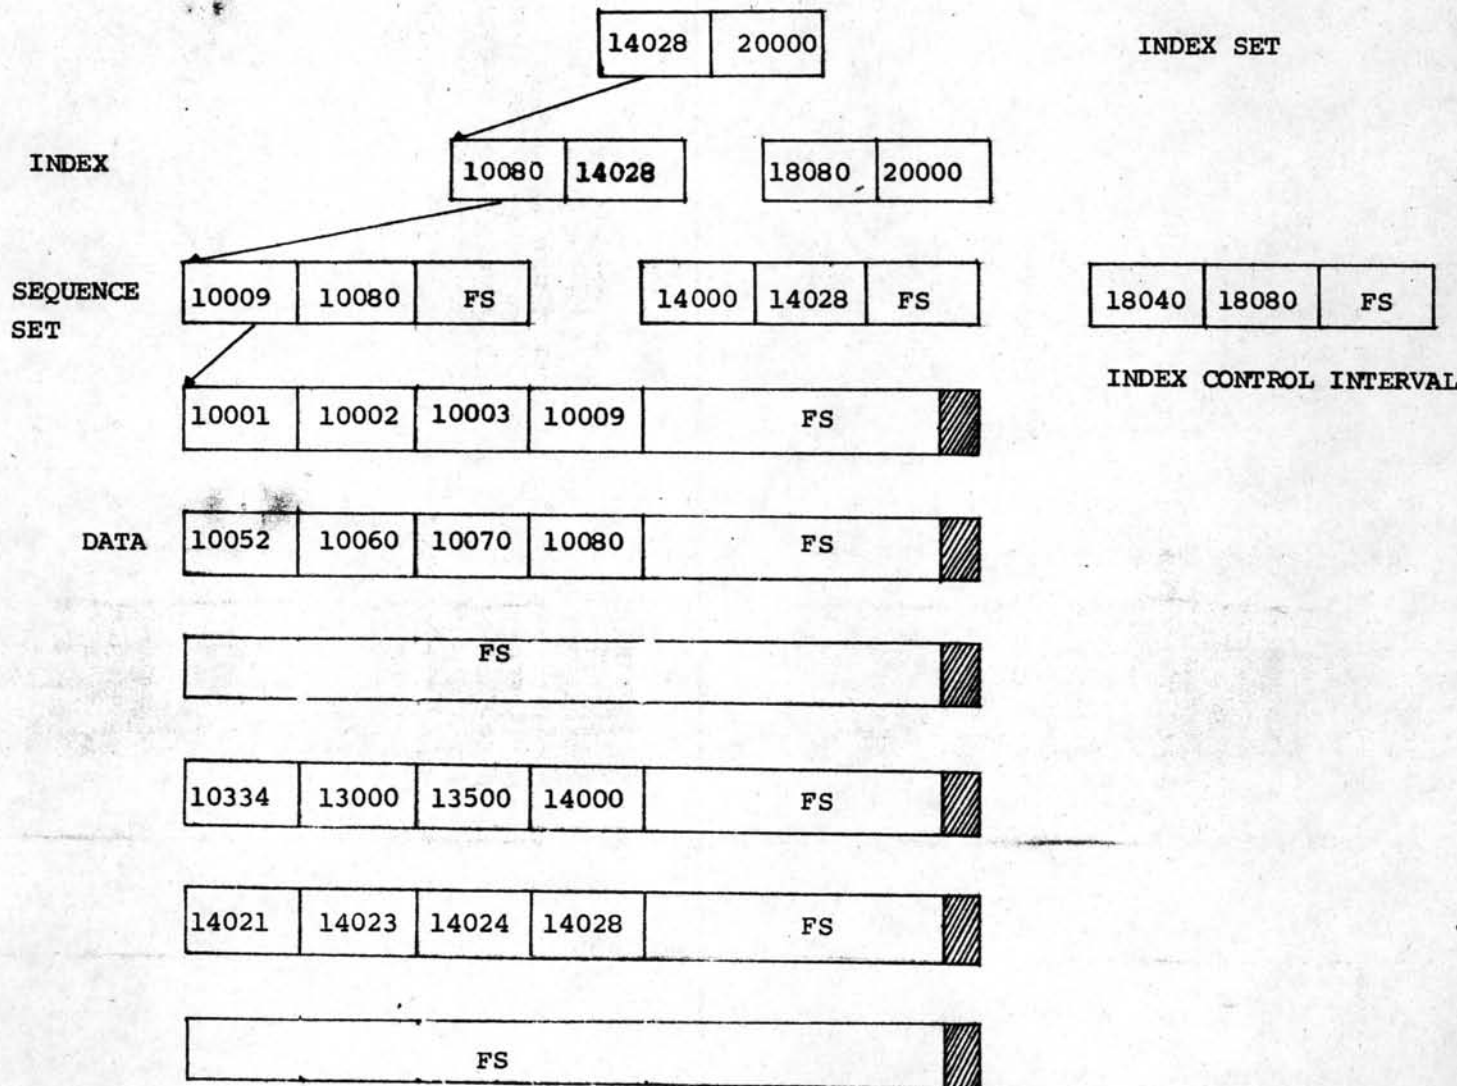 14028 20000 INDEX SET
INDEX 10080 14028 18080 20000
SEQUENCE SET 10009 10080 FS 14000 14028 FS 18040 18080 FS
INDEX CONTROL INTERVAL
10001 10002 10003 10009 FS
DATA 10052 10060 10070 10080 FS
FS
10334 13000 13500 14000 FS
14021 14023 14024 14028 FS
FS